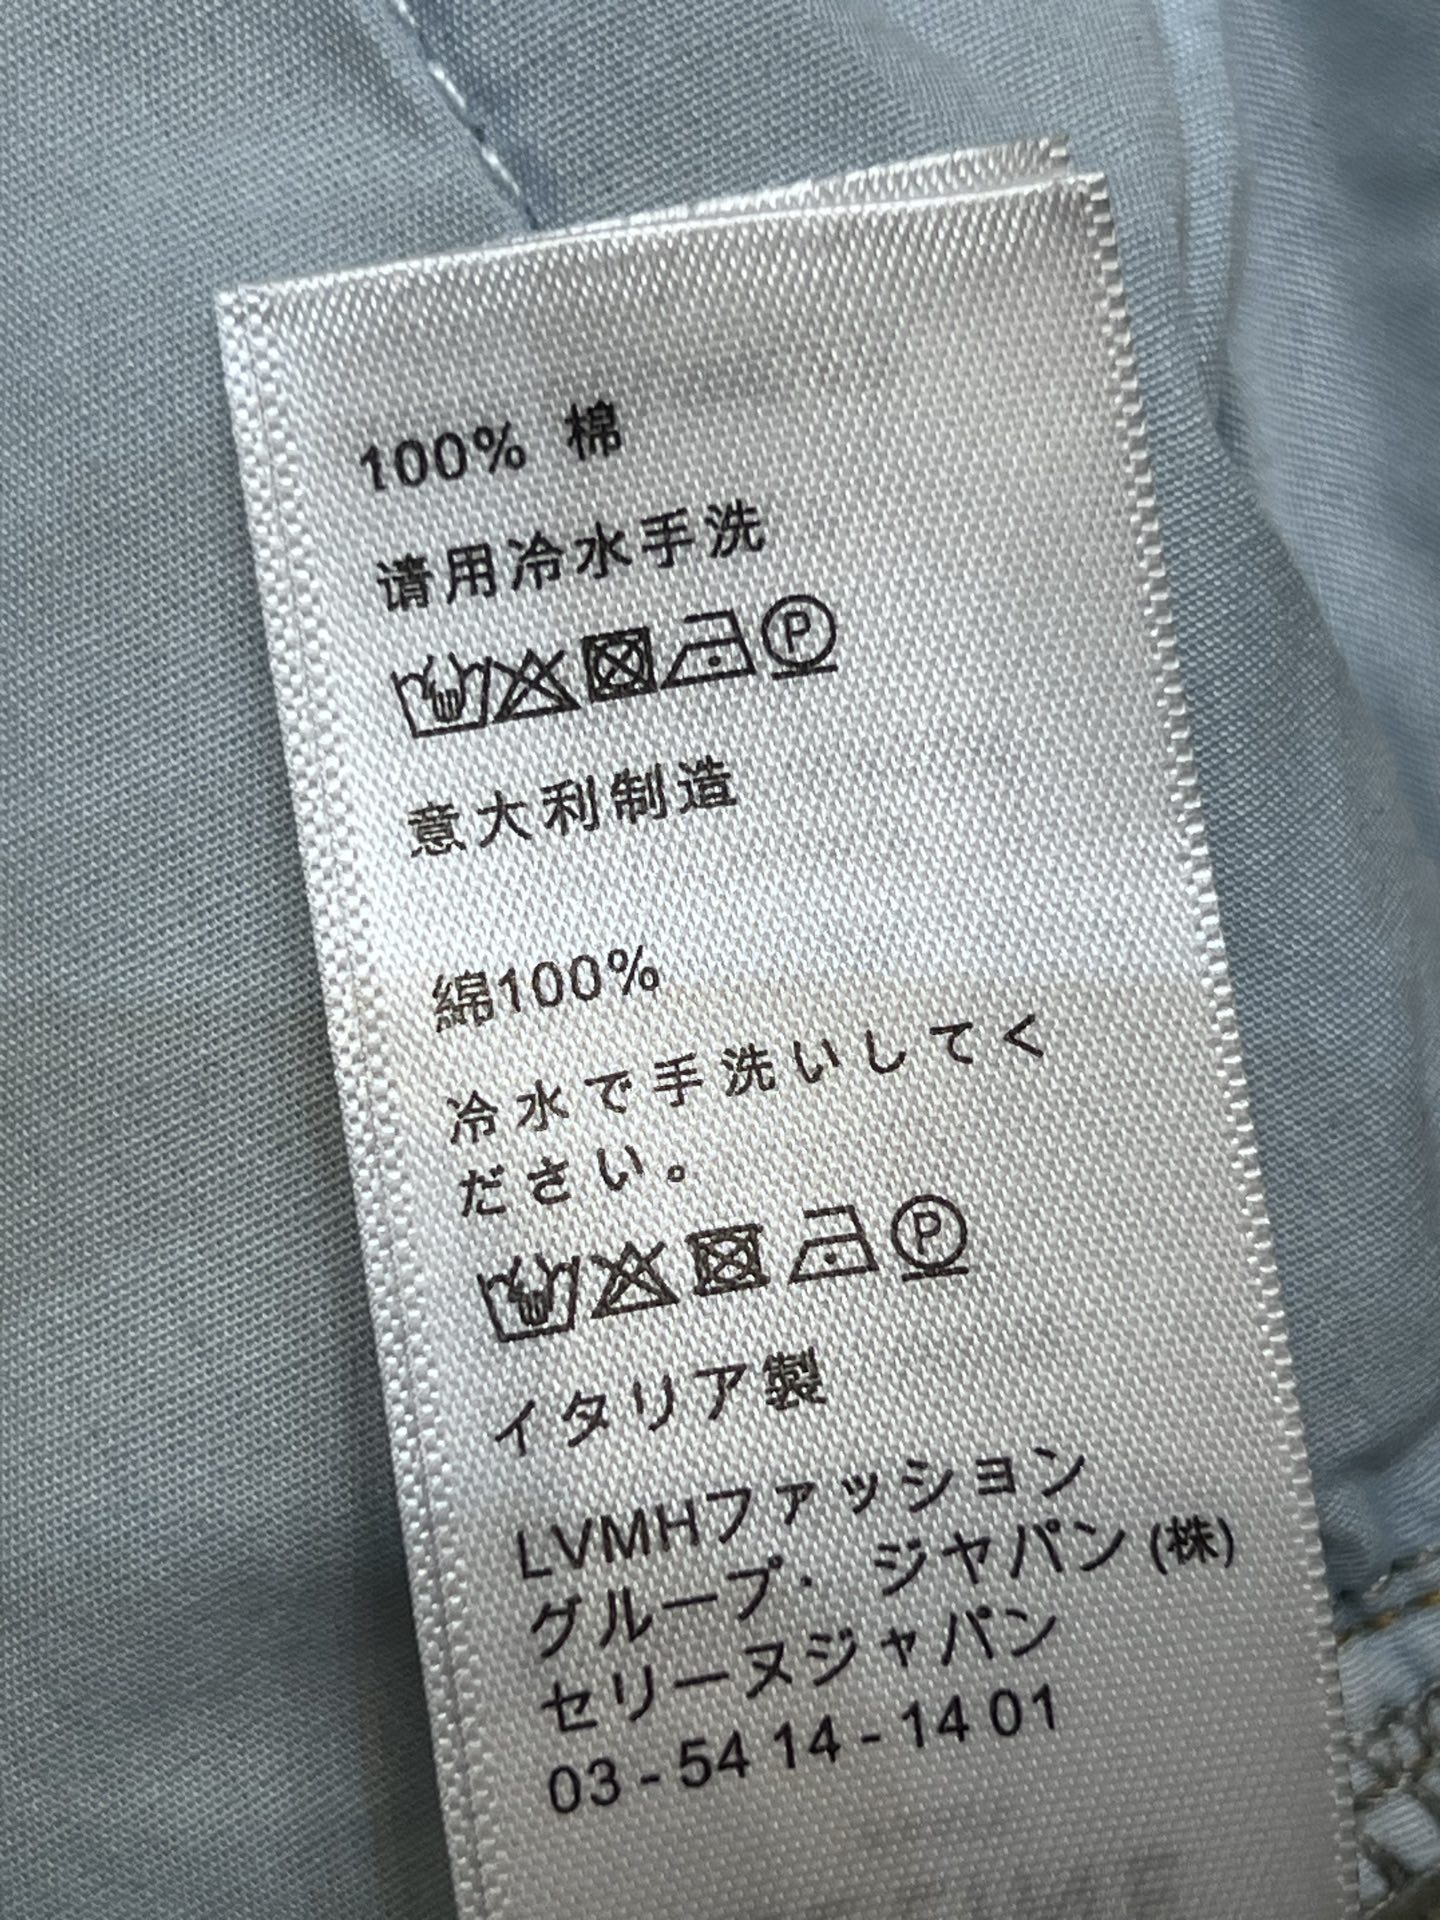 100% 棉
请用冷水手洗
P
意大利制造
綿100%
冷水で手洗いしてく
ださい。
P
イタリア製
LVMHファッション
グループ・ ジャパン(株)
セリーヌジャパン
03-5414-1401